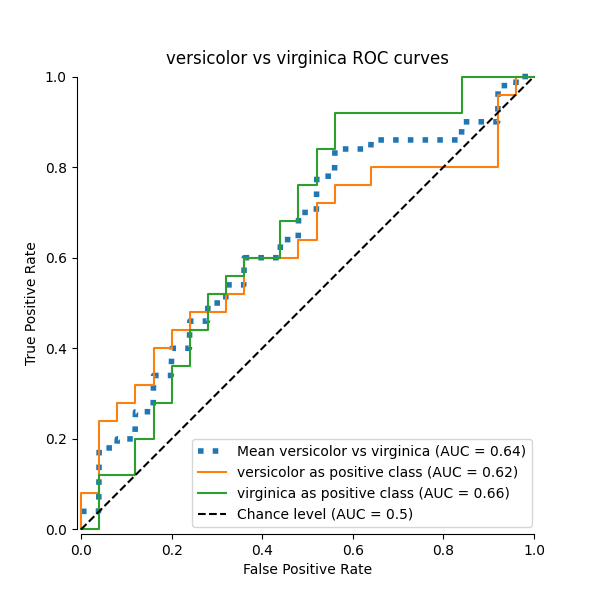 versicolor vs virginica ROC curves
1.0
0.8
0.6
0.4
0.2
0.0
True Positive Rate
Mean versicolor vs virginica (AUC = 0.64)
versicolor as positive class (AUC = 0.62)
virginica as positive class (AUC = 0.66)
Chance level (AUC = 0.5)
0.0 0.2 0.4 0.6 0.8 1.0
False Positive Rate